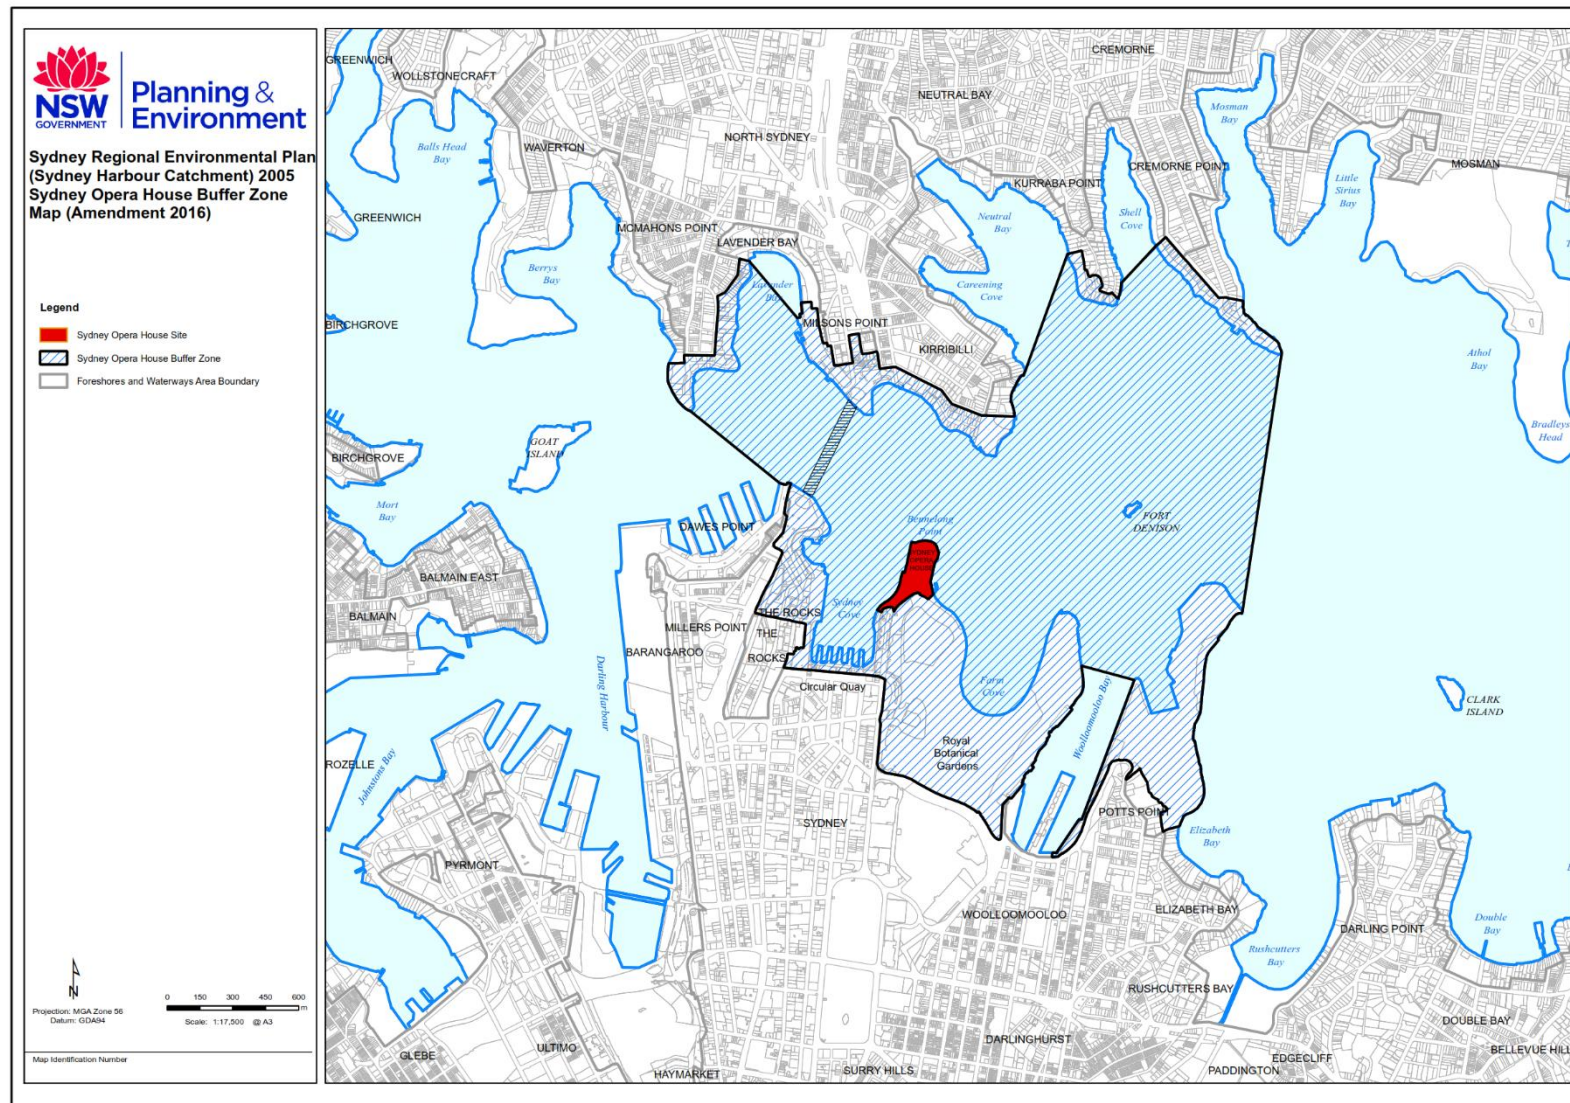 NSW
GOVERNMENT
Planning &
Environment
Sydney Regional Environmental Plan
(Sydney Harbour Catchment) 2005
Sydney Opera House Buffer Zone
Map (Amendment 2016)
Legend
Sydney Opera House Site
Sydney Opera House Buffer Zone
Foreshores and Waterways Area Boundary
N
Projection: MGA Zone 56
Datum: GDA94
0 150 300 450 600
m
Scale: 1:17,500 @ A3
Map Identification Number
GREENWICH
WOLLSTONECRAFT
CREMORNE
NEUTRAL BAY
Mosman
Bay
Balls Head
Bay
WAVERTON
NORTH SYDNEY
MOSMAN
CREMORNE POINT
KURRABA POINT
Little
Sirius
Bay
GREENWICH
MCMAHONS POINT
LAVENDER BAY
Neutral
Bay
Shell
Cove
Berrys
Bay
Lavender
Bay
Careening
Cove
BIRCHGROVE
MILSONS POINT
KIRRIBILLI
Athol
Bay
Bradleys
Head
GOAT
ISLAND
BIRCHGROVE
Mort
Bay
DAWES POINT
Bennelong
Point
FORT
DENISON
SYDNEY
OPERA
HOUSE
BALMAIN EAST
BALMAIN
THE ROCKS
Sydney
Cove
MILLERS POINT
THE
ROCKS
BARANGAROO
Darling Harbour
Circular Quay
Farm
Cove
Woolloomooloo Bay
CLARK
ISLAND
Royal
Botanical
Gardens
ROZELLE
Johnstons Bay
SYDNEY
POTTS POINT
Elizabeth
Bay
PYRMONT
WOOLLOOMOOLOO
ELIZABETH BAY
DARLING POINT
Double
Bay
Rushcutters
Bay
RUSHCUTTERS BAY
DOUBLE BAY
DARLINGHURST
BELLEVUE HILL
EDGECLIFF
GLEBE
ULTIMO
HAYMARKET
SURRY HILLS
PADDINGTON